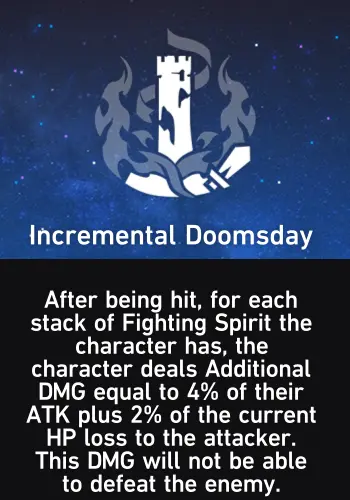 Incremental Doomsday
After being hit, for each
stack of Fighting Spirit the
character has, the
character deals Additional
DMG equal to 4% of their
ATK plus 2% of the current
HP loss to the attacker.
This DMG will not be able
to defeat the enemy.